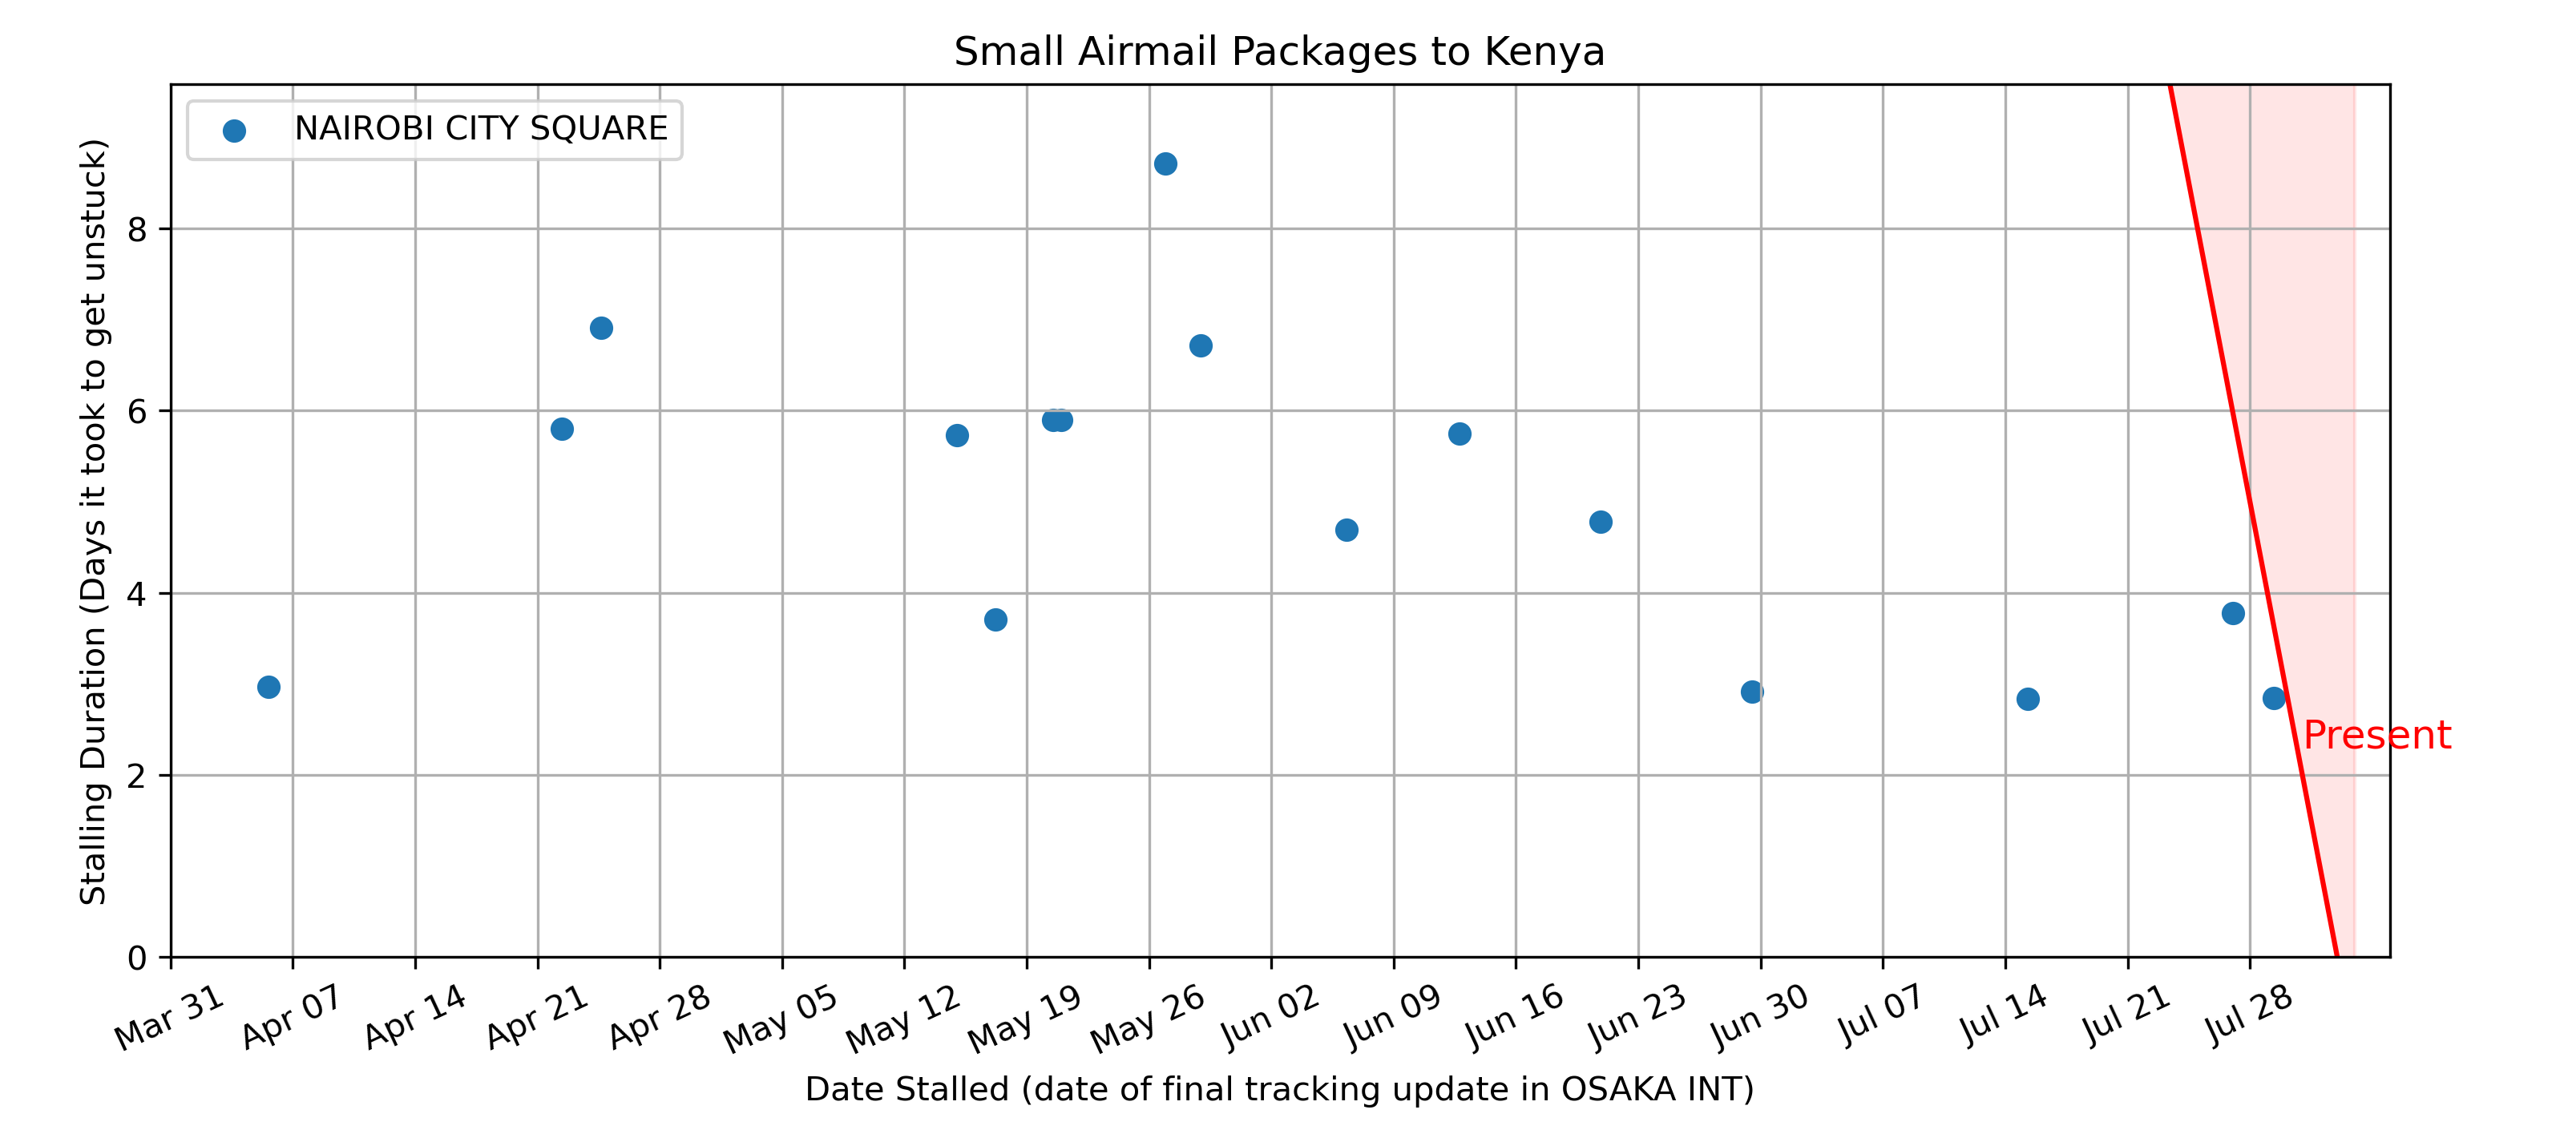 Small Airmail Packages to Kenya
NAIROBI CITY SQUARE
Stalling Duration (Days it took to get unstuck)
8
6
4
2
0
Present
Mar 31
Apr 07
Apr 14
Apr 21
Apr 28
May 05
May 12
May 19
May 26
Jun 02
Jun 09
Jun 16
Jun 23
Jun 30
Jul 07
Jul 14
Jul 21
Jul 28
Date Stalled (date of final tracking update in OSAKA INT)